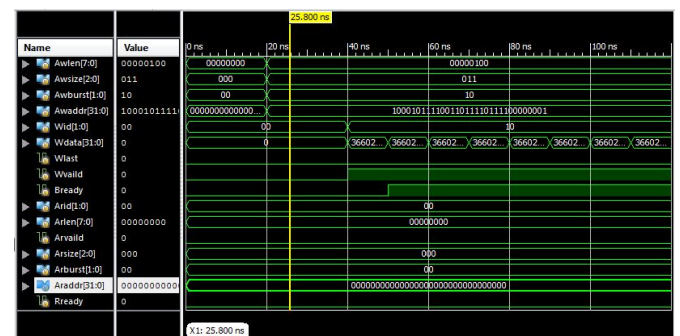 25.800 ns
Name Value 0 ns 20 ns 40 ns 60 ns 80 ns 100 ns
Awlen[7:0] 00000100 00000000 00000100
Awsize[2:0] 011 000 011
Awburst[1:0] 10 00 10
Awaddr[31:0] 1000101111 0000000000000... 10001011110011011110111100000001
Wid[1:0] 00 00 10
Wdata[31:0] 0 0 36602... 36602... 36602... 36602... 36602... 36602... 36602... 36602...
Wlast 0
Wvaild 0
Bready 0
Arid[1:0] 00 00
Arlen[7:0] 00000000 00000000
Arvaild 0
Arsize[2:0] 000 000
Arburst[1:0] 00 00
Araddr[31:0] 0000000000 00000000000000000000000000000000
Rready 0
X1: 25.800 ns